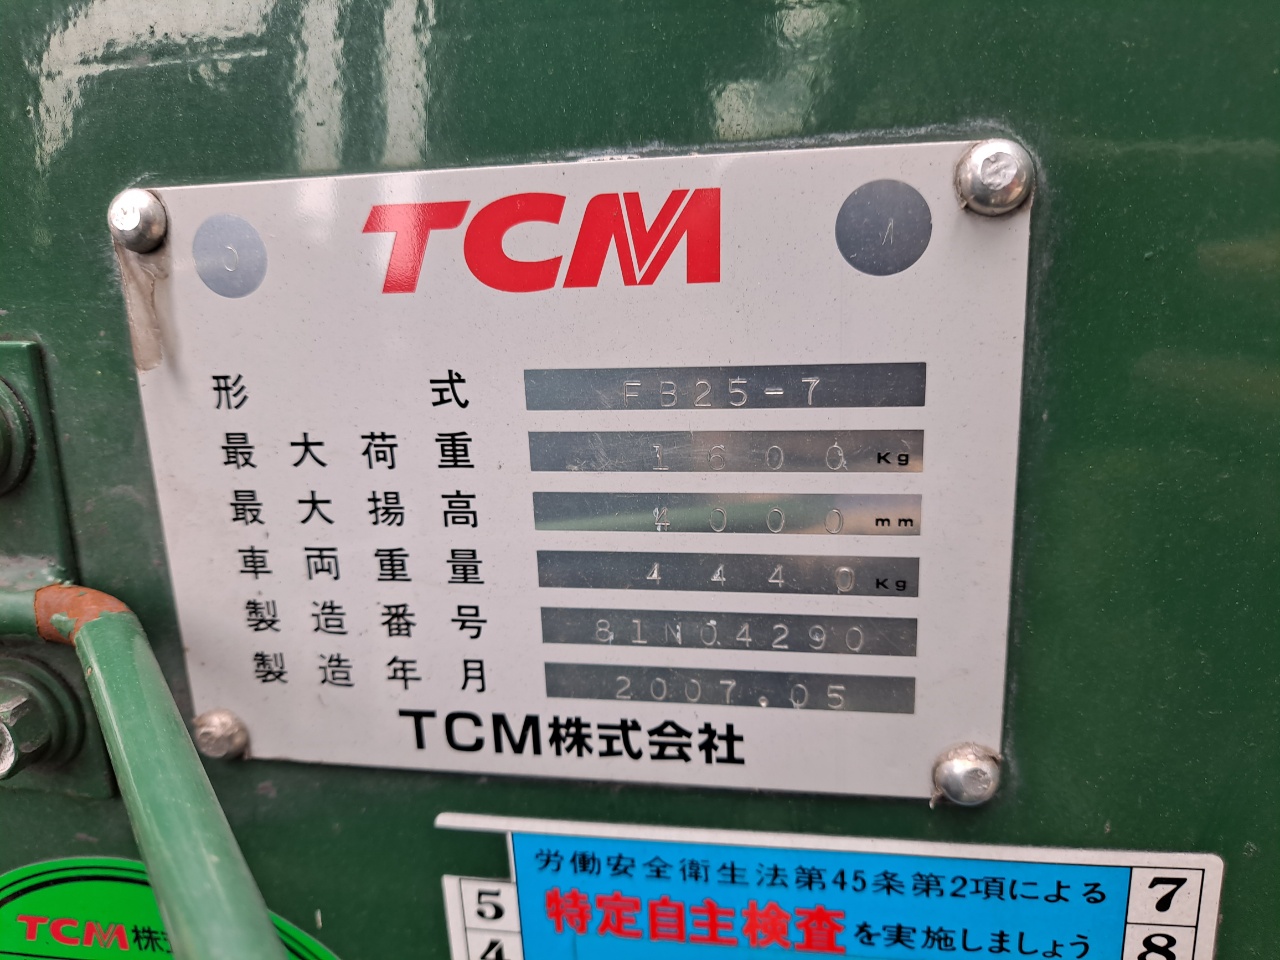 TCM
0
1
形式 FB25-7
最大荷重 1600 Kg
最大揚高 4000 mm
車両重量 4440 Kg
製造番号 81N04290
製造年月 2007.05
TCM株式会社
労働安全衛生法第45条第2項による
特定自主検査を実施しましょう
5
4
7
8
TCM株式